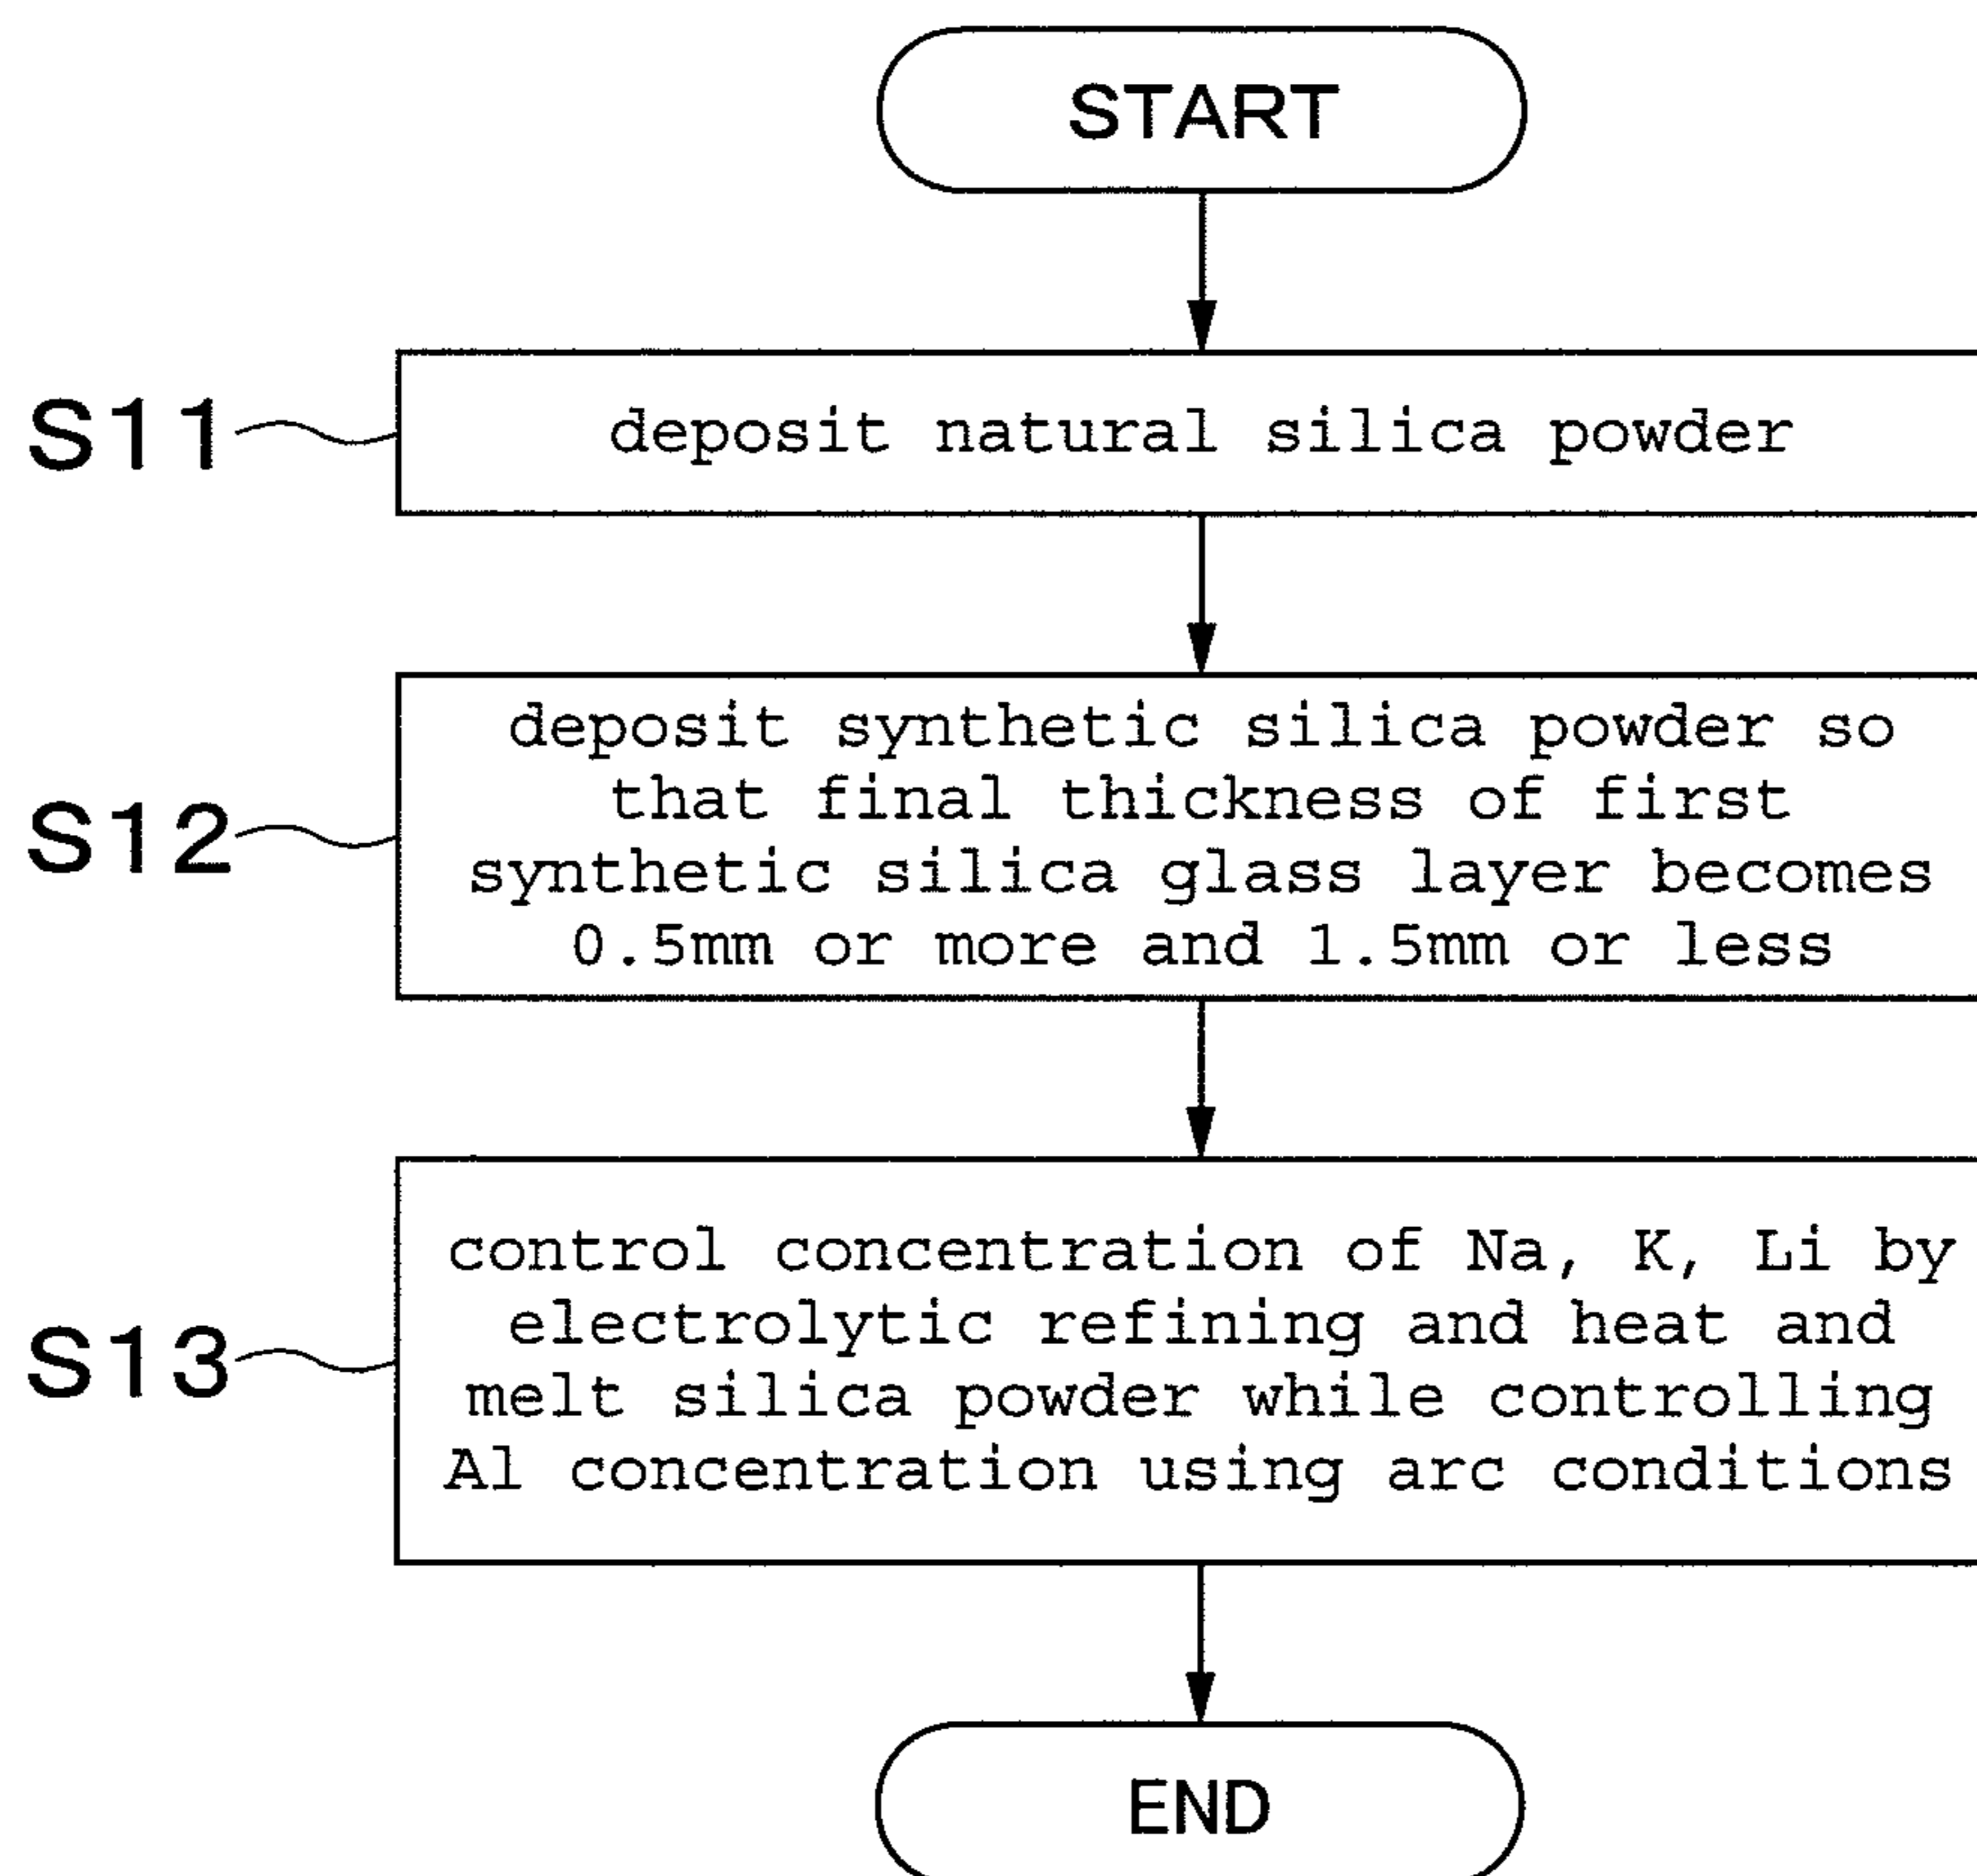 START
S11
deposit natural silica powder
S12
deposit synthetic silica powder so
that final thickness of first
synthetic silica glass layer becomes
0.5mm or more and 1.5mm or less
S13
control concentration of Na, K, Li by
electrolytic refining and heat and
melt silica powder while controlling
Al concentration using arc conditions
END